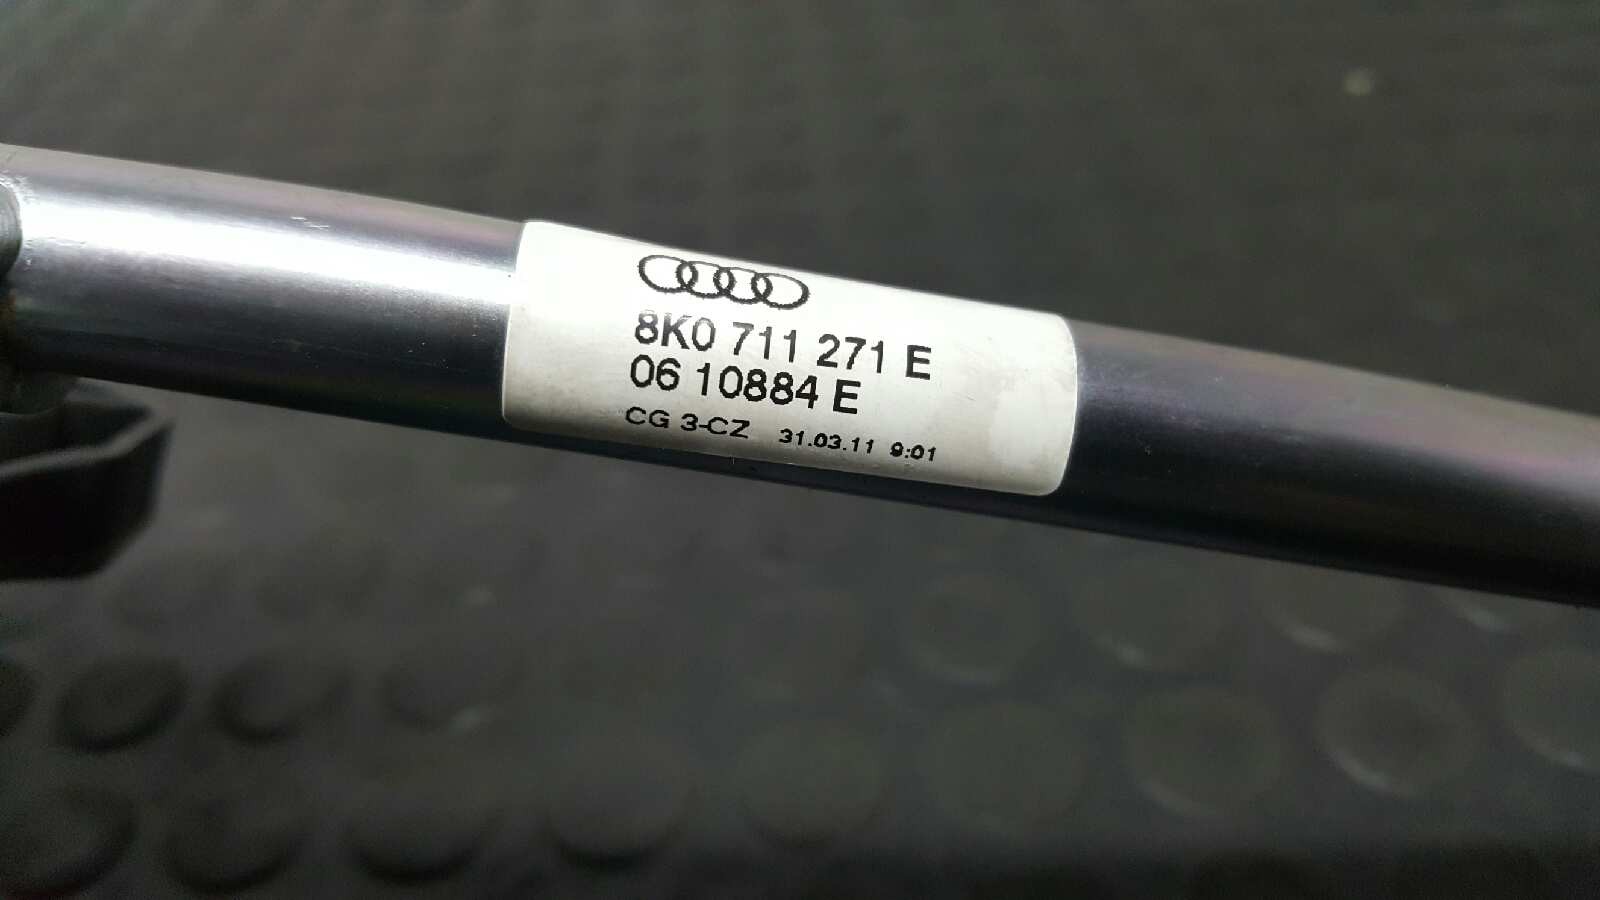 8K0 711 271 E
06 10884 E
CG 3-CZ 31.03.11 9:01